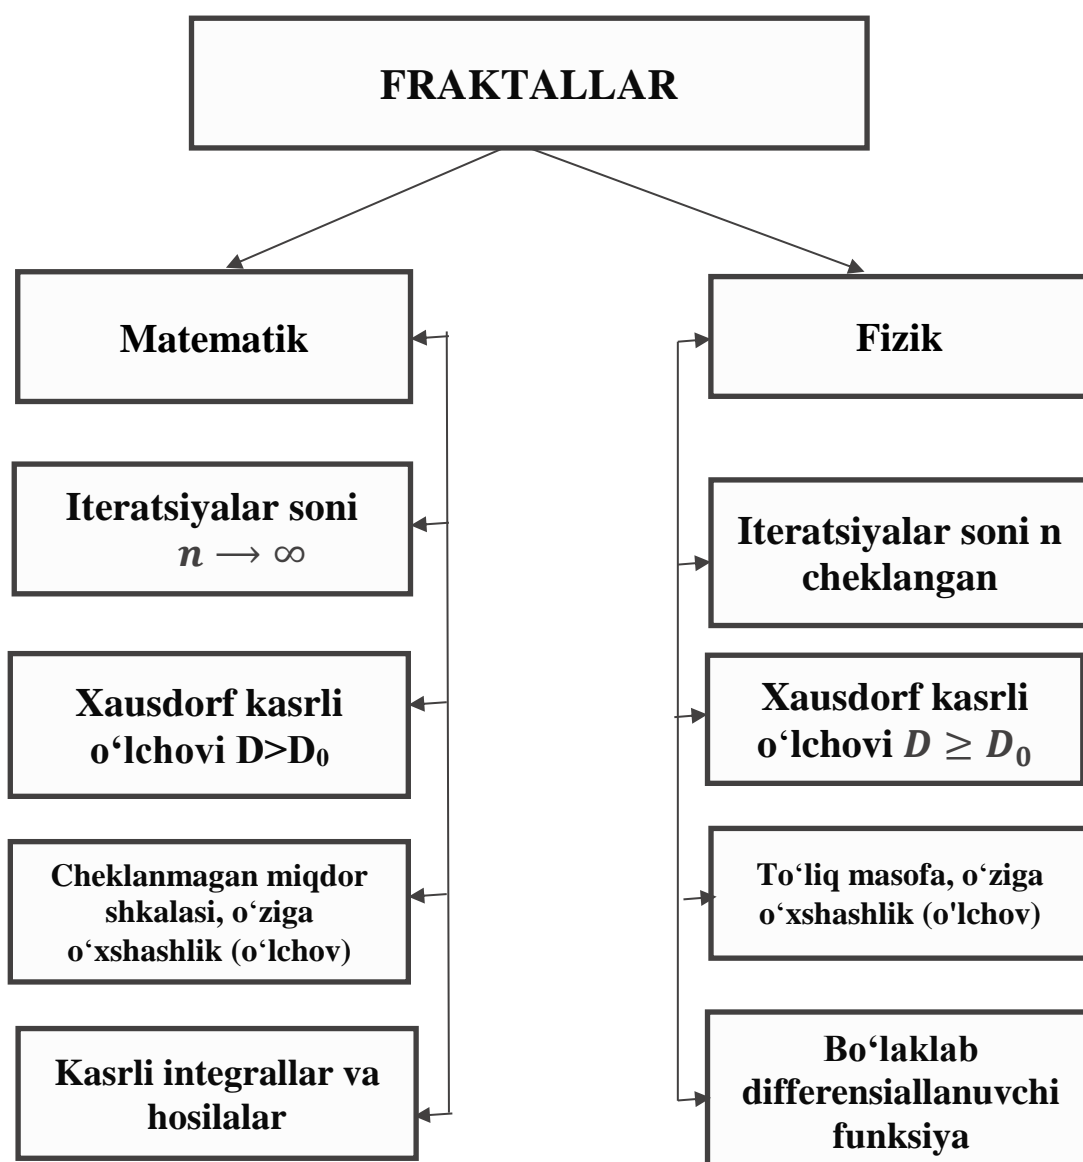 FRAKTALLAR
Matematik
Iteratsiyalar soni
n ⟶ ∞
Xausdorf kasrli
o‘lchovi D>D₀
Cheklanmagan miqdor
shkalasi, o‘ziga
o‘xshashlik (o‘lchov)
Kasrli integrallar va
hosilalar
Fizik
Iteratsiyalar soni n
cheklangan
Xausdorf kasrli
o‘lchovi D ≥ D₀
To‘liq masofa, o‘ziga
o‘xshashlik (o'lchov)
Bo‘laklab
differensiallanuvchi
funksiya